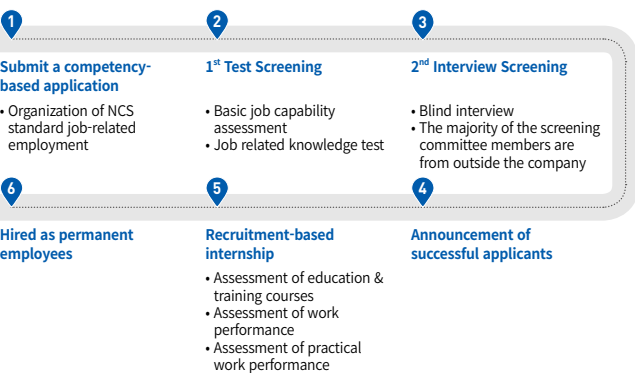 1
Submit a competency-
based application
• Organization of NCS
standard job-related
employment
2
1st Test Screening
• Basic job capability
assessment
• Job related knowledge test
3
2nd Interview Screening
• Blind interview
• The majority of the screening
committee members are
from outside the company
4
Announcement of
successful applicants
5
Recruitment-based
internship
• Assessment of education &
training courses
• Assessment of work
performance
• Assessment of practical
work performance
6
Hired as permanent
employees